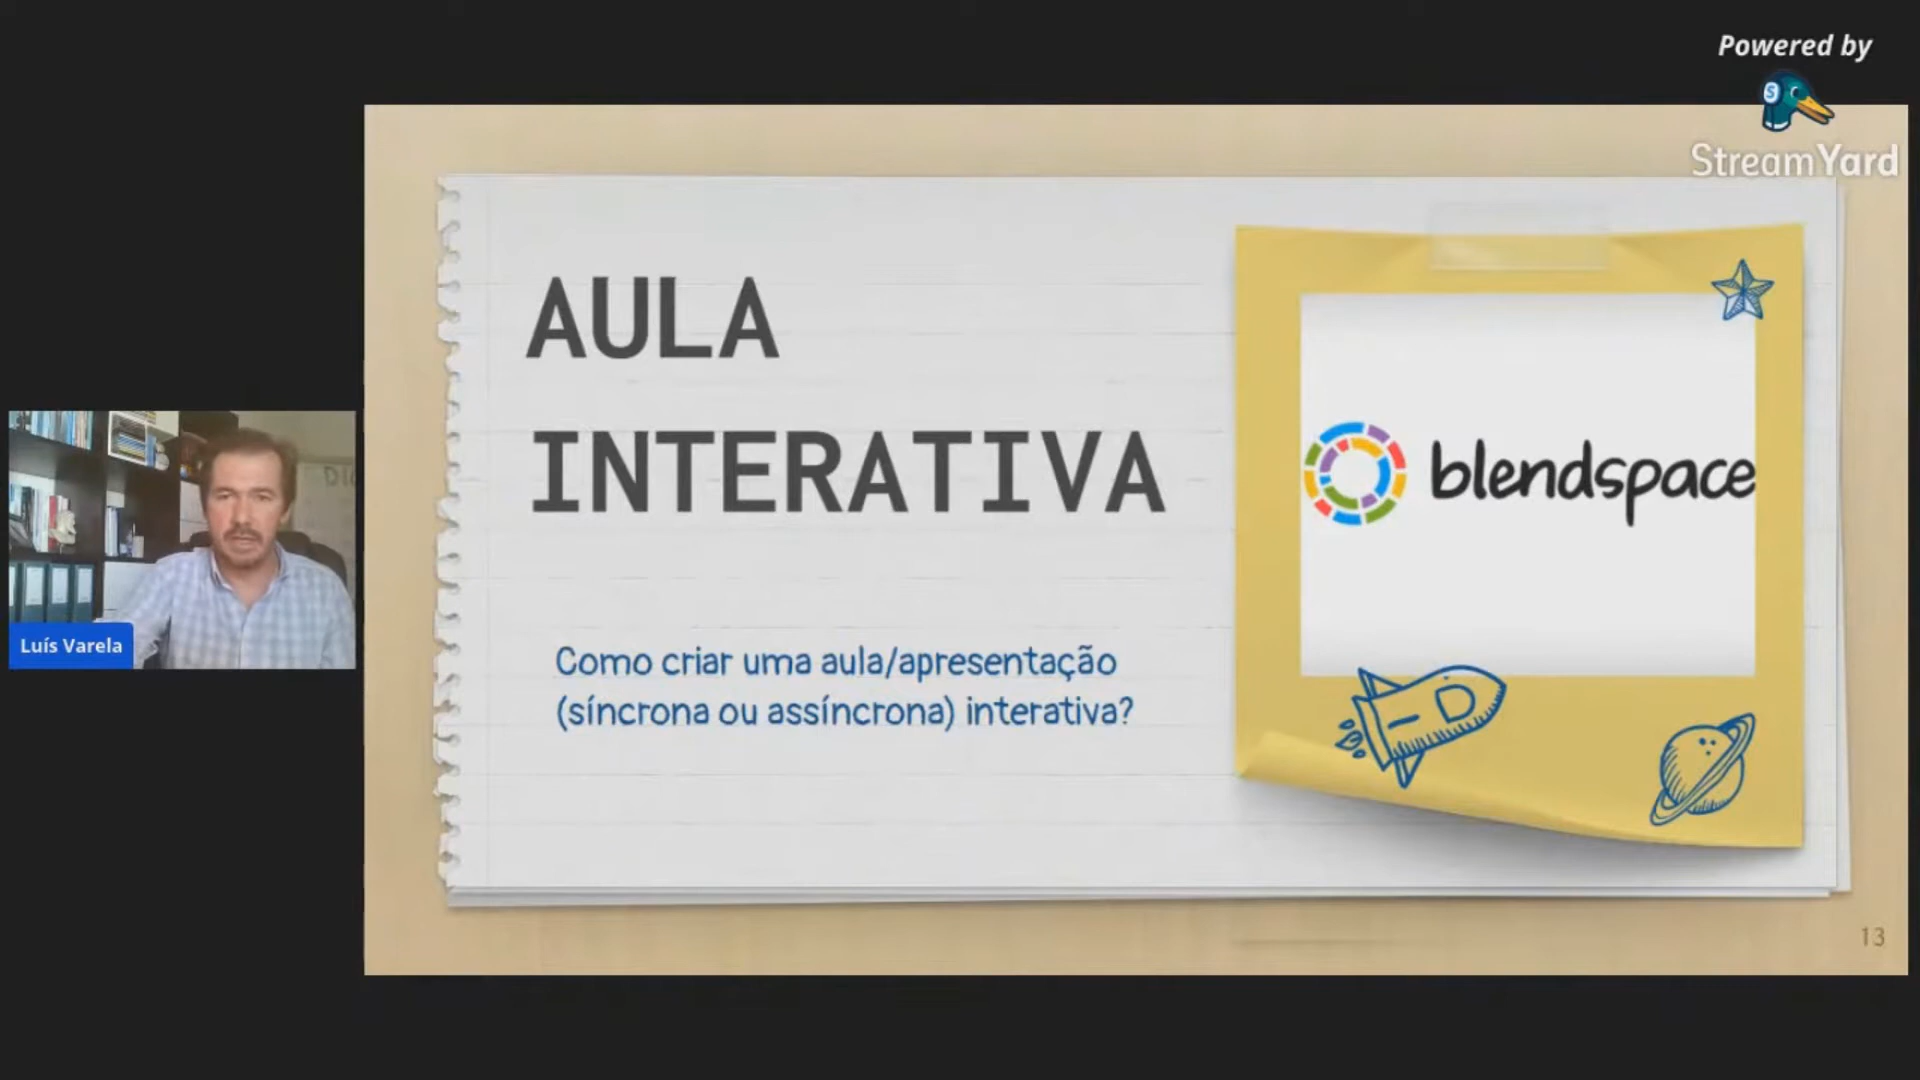 Powered by
StreamYard
AULA
INTERATIVA
blendspace
Como criar uma aula/apresentação
(síncrona ou assíncrona) interativa?
Luís Varela
13